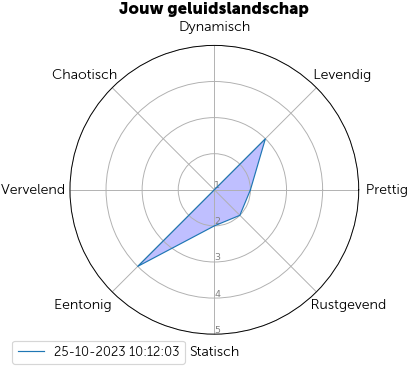 Jouw geluidslandschap
Dynamisch
Chaotisch
Levendig
Vervelend
1
Prettig
2
3
4
Eentonig
Rustgevend
5
25-10-2023 10:12:03
Statisch